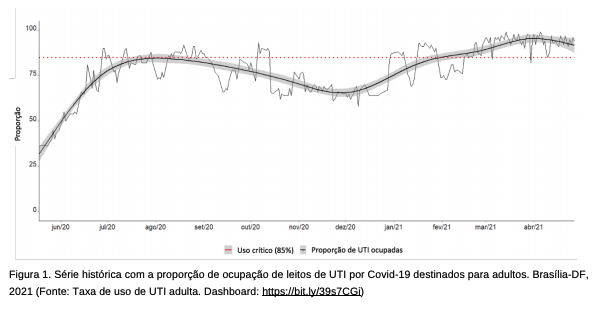 100.
75.
50.
25.
0.
Proporção
jun/20 jul/20 ago/20 set/20 out/20 nov/20 dez/20 jan/21 fev/21 mar/21 abr/21
Uso crítico (85%) Proporção de UTI ocupadas
Figura 1. Série histórica com a proporção de ocupação de leitos de UTI por Covid-19 destinados para adultos. Brasília-DF,
2021 (Fonte: Taxa de uso de UTI adulta. Dashboard: https://bit.ly/39s7CGi)